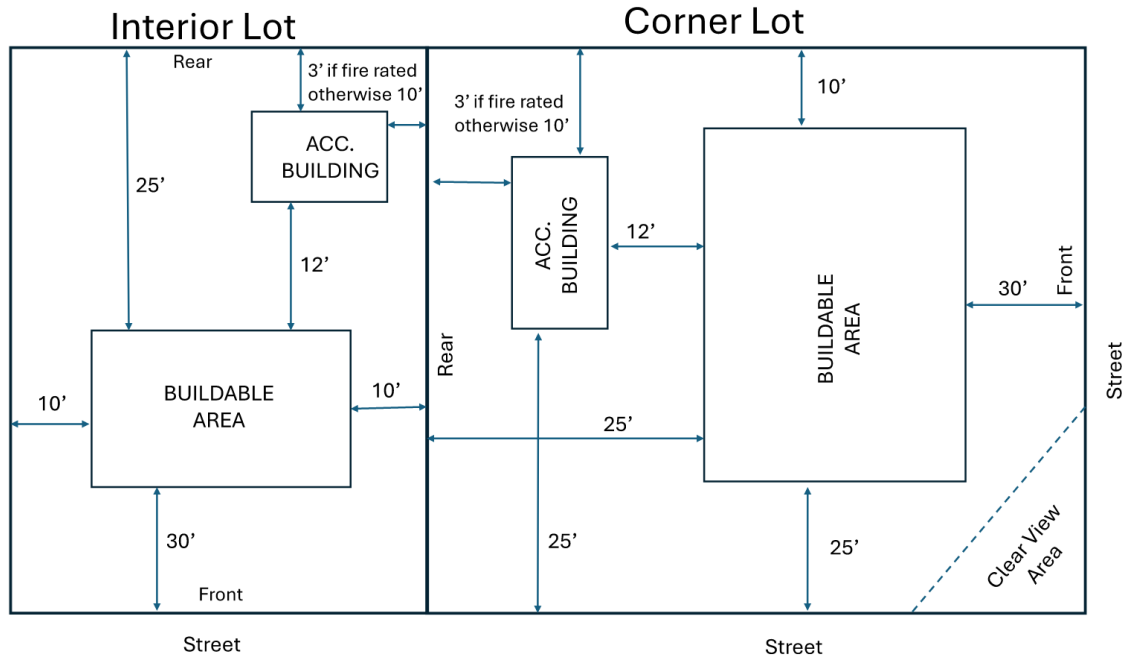 Interior Lot
Corner Lot
Rear
3’ if fire rated
otherwise 10’
ACC.
BUILDING
25’
12’
BUILDABLE
AREA
10’
10’
30’
Front
Street
3’ if fire rated
otherwise 10’
10’
ACC.
BUILDING
12’
BUILDABLE
AREA
30’
Front
Rear
Street
25’
25’
25’
Clear View
Area
Street